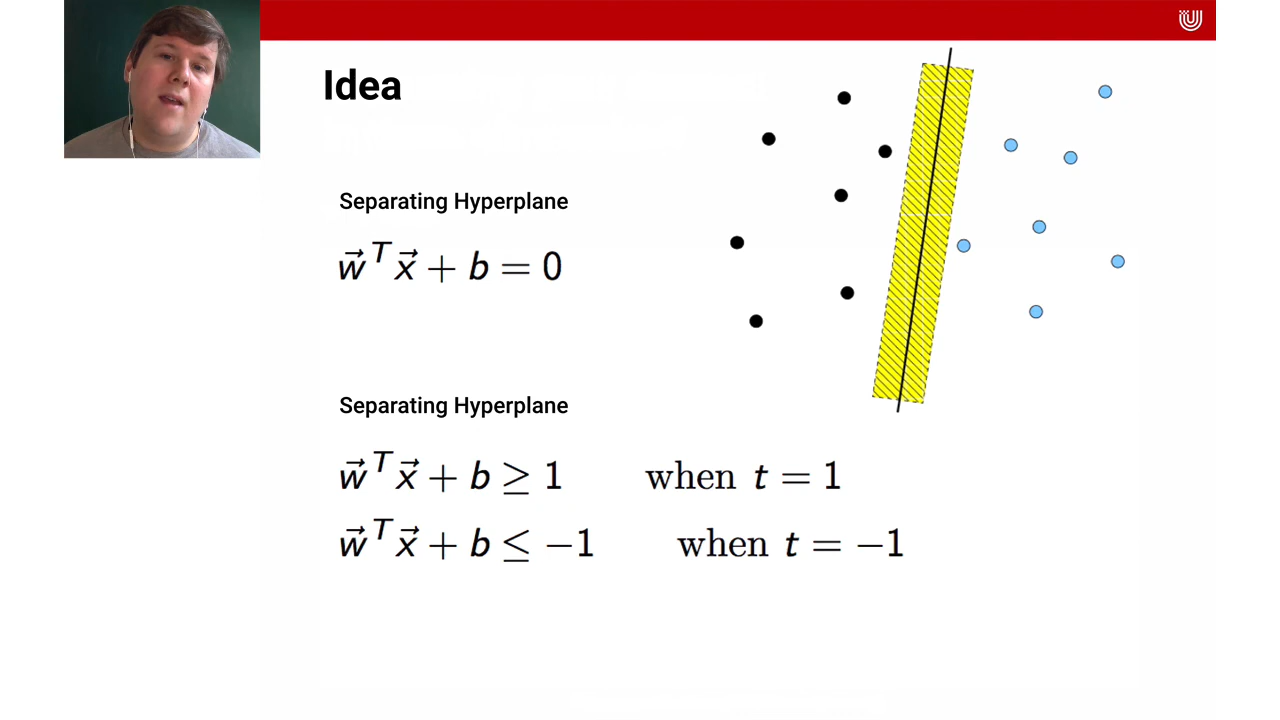 Idea
Separating Hyperplane
w⃗ᵀx⃗ + b = 0
Separating Hyperplane
w⃗ᵀx⃗ + b ≥ 1 when t = 1
w⃗ᵀx⃗ + b ≤ −1 when t = −1